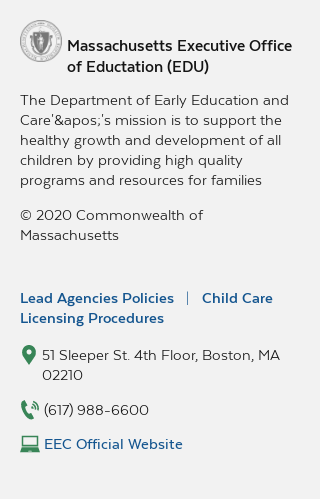 Massachusetts Executive Office
of Eductation (EDU)
The Department of Early Education and
Care'&apos;'s mission is to support the
healthy growth and development of all
children by providing high quality
programs and resources for families
© 2020 Commonwealth of
Massachusetts
Lead Agencies Policies | Child Care
Licensing Procedures
51 Sleeper St. 4th Floor, Boston, MA
02210
(617) 988-6600
EEC Official Website